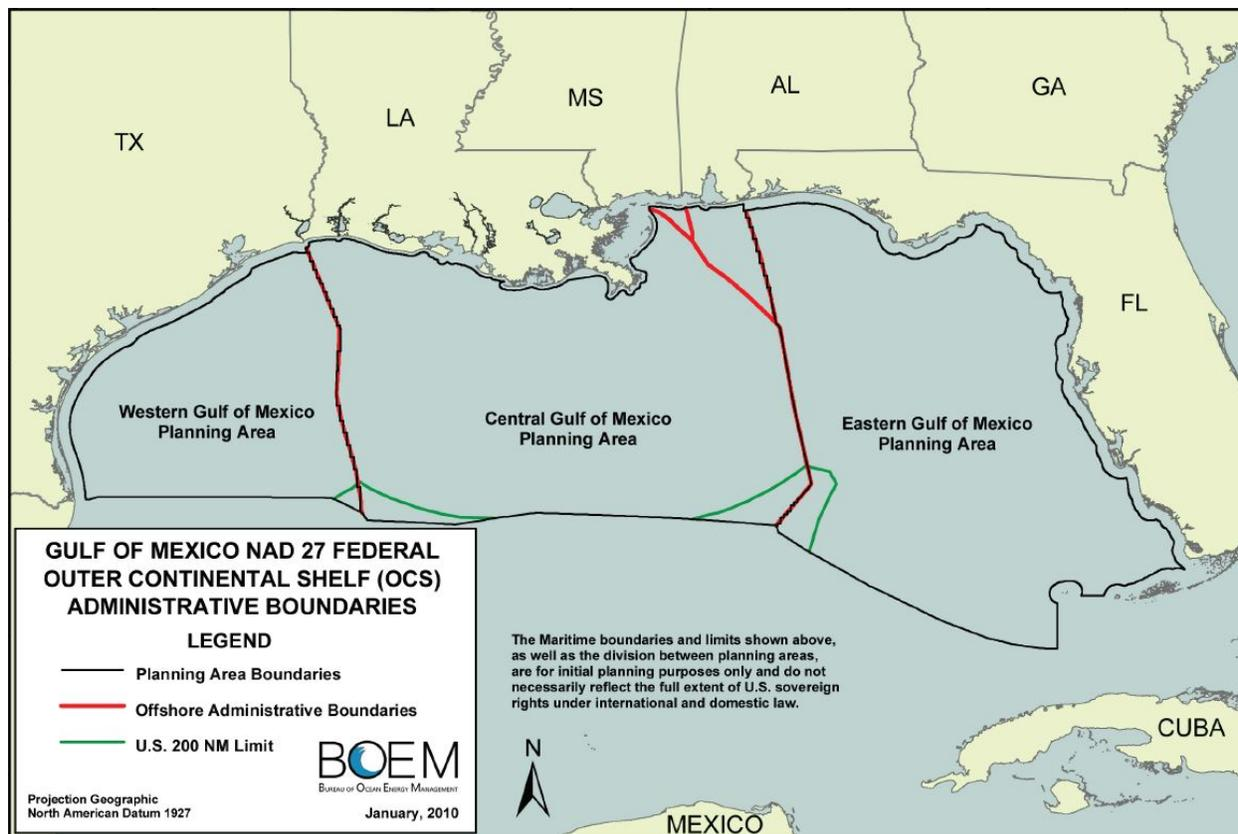 TX
LA
MS
AL
GA
FL
Western Gulf of Mexico
Planning Area
Central Gulf of Mexico
Planning Area
Eastern Gulf of Mexico
Planning Area
GULF OF MEXICO NAD 27 FEDERAL
OUTER CONTINENTAL SHELF (OCS)
ADMINISTRATIVE BOUNDARIES
LEGEND
Planning Area Boundaries
Offshore Administrative Boundaries
U.S. 200 NM Limit
BOEM
BUREAU OF OCEAN ENERGY MANAGEMENT
Projection Geographic
North American Datum 1927
January, 2010
The Maritime boundaries and limits shown above,
as well as the division between planning areas,
are for initial planning purposes only and do not
necessarily reflect the full extent of U.S. sovereign
rights under international and domestic law.
N
CUBA
MEXICO